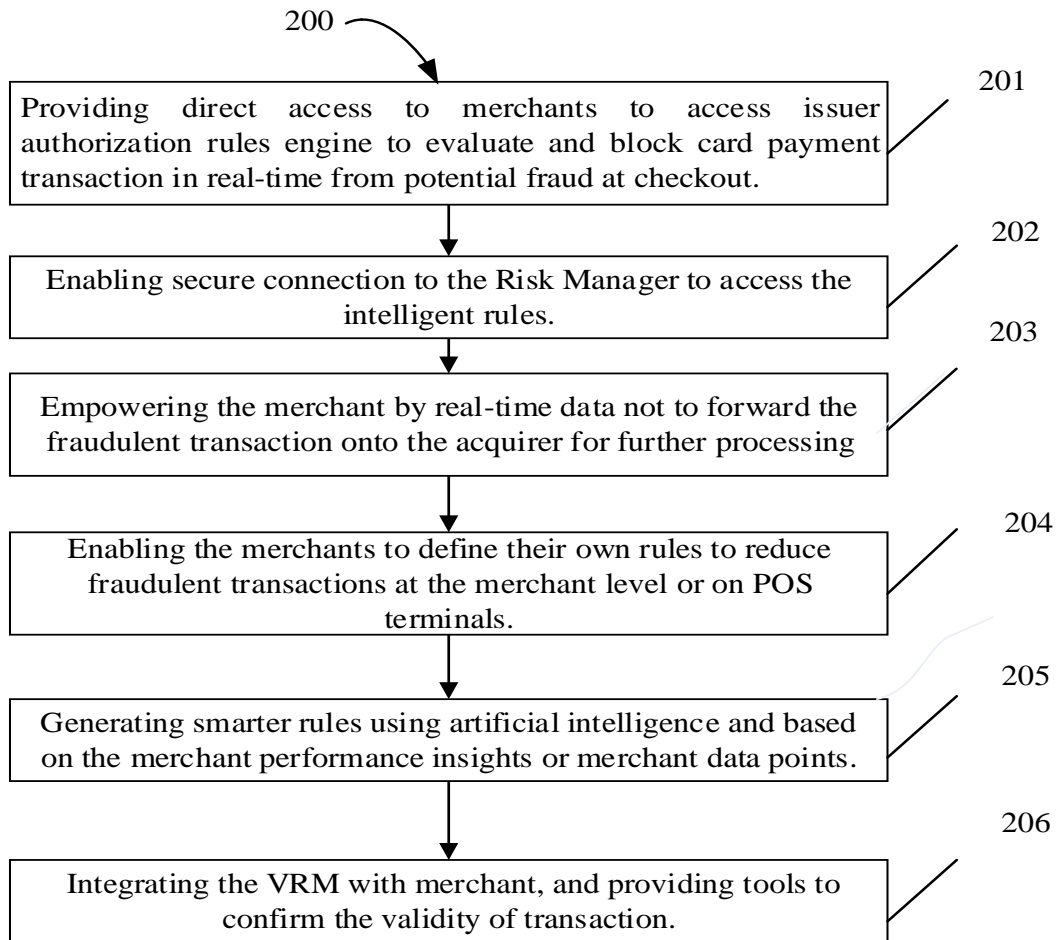 200
201
Providing direct access to merchants to access issuer
authorization rules engine to evaluate and block card payment
transaction in real-time from potential fraud at checkout.
202
Enabling secure connection to the Risk Manager to access the
intelligent rules.
203
Empowering the merchant by real-time data not to forward the
fraudulent transaction onto the acquirer for further processing
204
Enabling the merchants to define their own rules to reduce
fraudulent transactions at the merchant level or on POS
terminals.
205
Generating smarter rules using artificial intelligence and based
on the merchant performance insights or merchant data points.
206
Integrating the VRM with merchant, and providing tools to
confirm the validity of transaction.